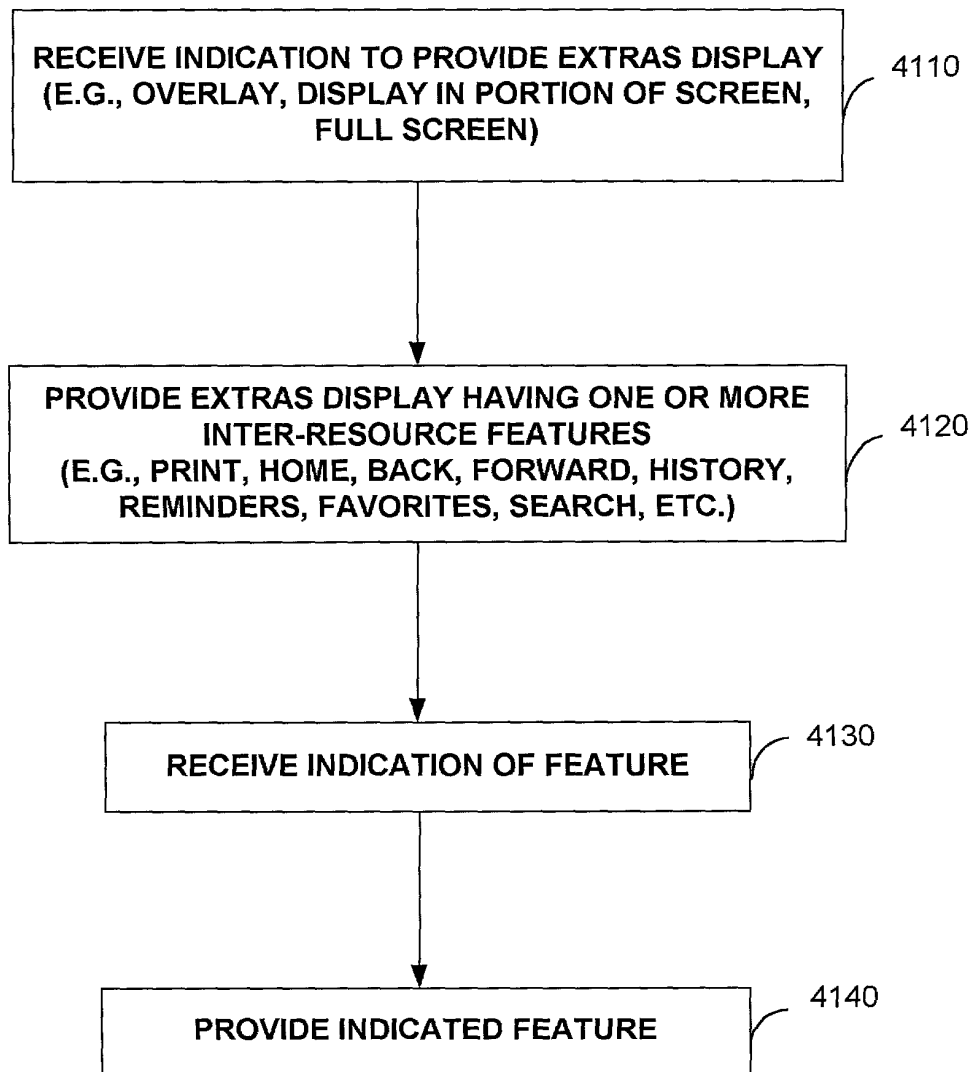 RECEIVE INDICATION TO PROVIDE EXTRAS DISPLAY
(E.G., OVERLAY, DISPLAY IN PORTION OF SCREEN,
FULL SCREEN)
4110
PROVIDE EXTRAS DISPLAY HAVING ONE OR MORE
INTER-RESOURCE FEATURES
(E.G., PRINT, HOME, BACK, FORWARD, HISTORY,
REMINDERS, FAVORITES, SEARCH, ETC.)
4120
RECEIVE INDICATION OF FEATURE
4130
PROVIDE INDICATED FEATURE
4140